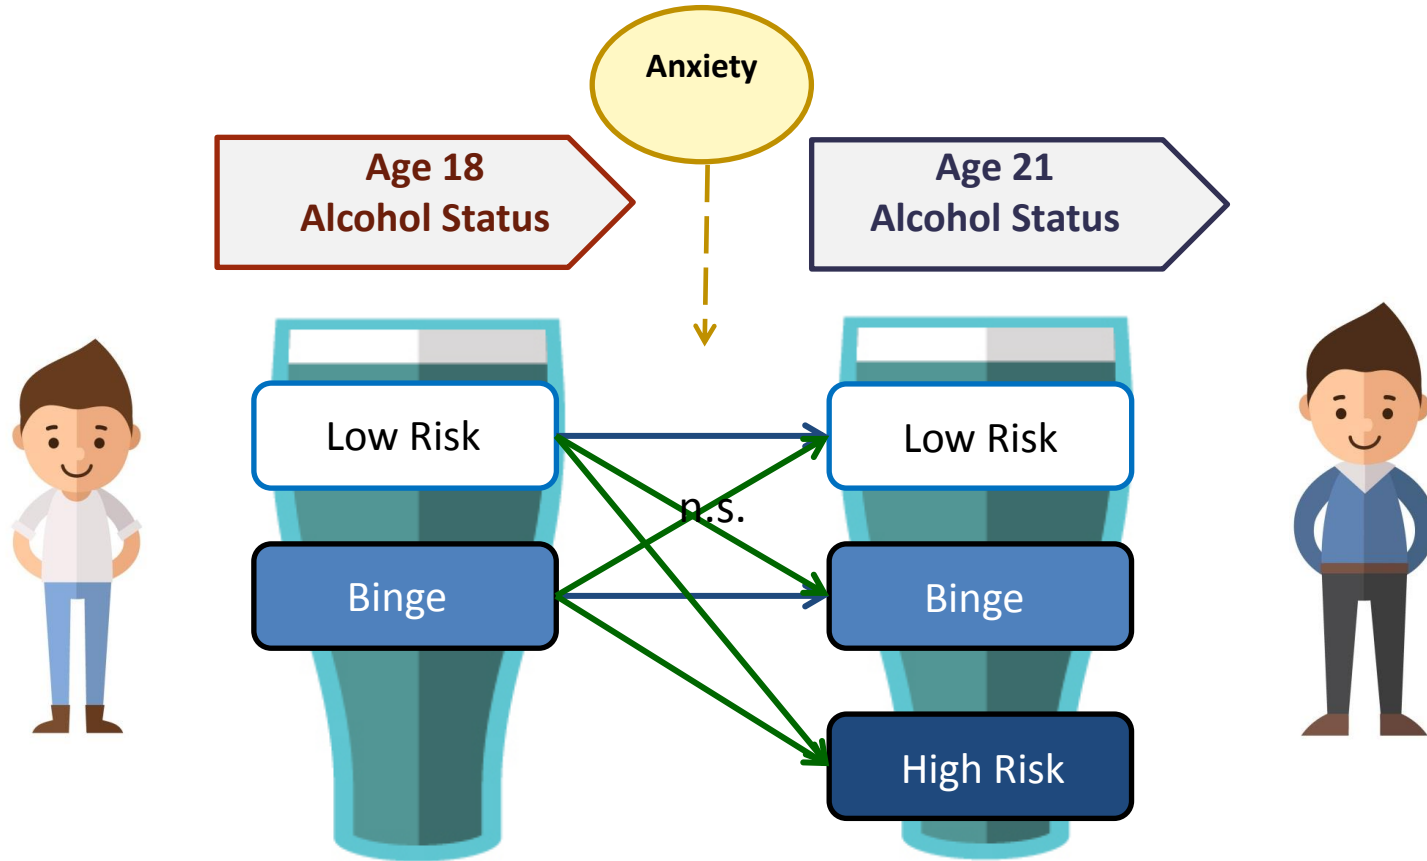 Anxiety
Age 18
Alcohol Status
Age 21
Alcohol Status
Low Risk
Low Risk
n.s.
Binge
Binge
High Risk